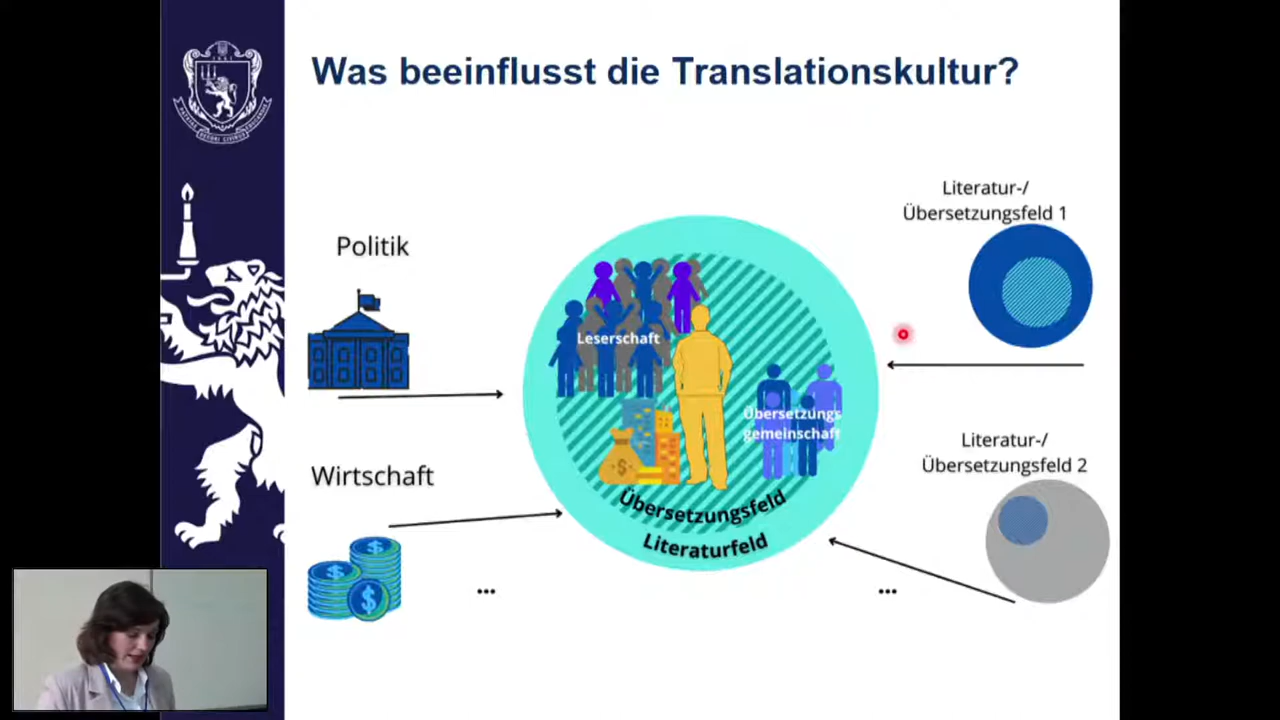 Was beeinflusst die Translationskultur?
Politik
Wirtschaft
...
Leserschaft
Übersetzungs
gemeinschaft
Übersetzungsfeld
Literaturfeld
Literatur-/
Übersetzungsfeld 1
Literatur-/
Übersetzungsfeld 2
...